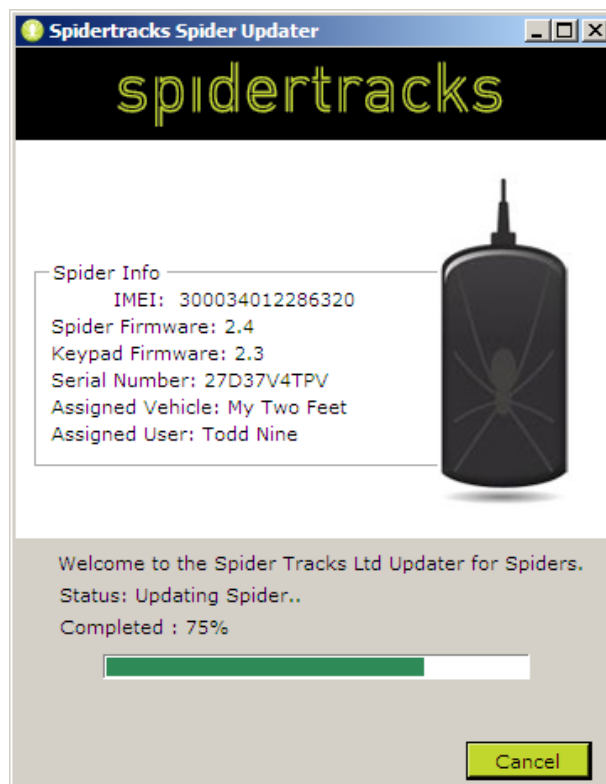 Spidertracks Spider Updater
spidertracks
Spider Info
IMEI: 300034012286320
Spider Firmware: 2.4
Keypad Firmware: 2.3
Serial Number: 27D37V4TPV
Assigned Vehicle: My Two Feet
Assigned User: Todd Nine
Welcome to the Spider Tracks Ltd Updater for Spiders.
Status: Updating Spider..
Completed : 75%
Cancel